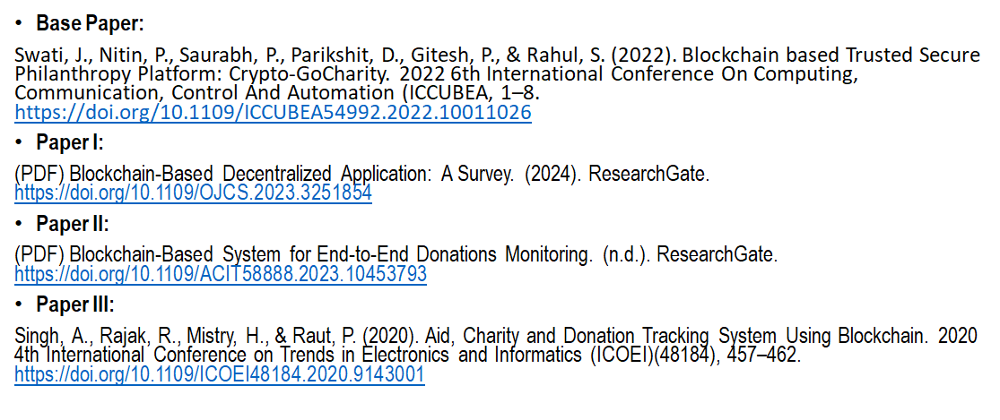 • Base Paper:
Swati, J., Nitin, P., Saurabh, P., Parikshit, D., Gitesh, P., & Rahul, S. (2022). Blockchain based Trusted Secure
Philanthropy Platform: Crypto-GoCharity. 2022 6th International Conference On Computing,
Communication, Control And Automation (ICCUBEA, 1–8.
https://doi.org/10.1109/ICCUBEA54992.2022.10011026
• Paper I:
(PDF) Blockchain-Based Decentralized Application: A Survey. (2024). ResearchGate.
https://doi.org/10.1109/OJCS.2023.3251854
• Paper II:
(PDF) Blockchain-Based System for End-to-End Donations Monitoring. (n.d.). ResearchGate.
https://doi.org/10.1109/ACIT58888.2023.10453793
• Paper III:
Singh, A., Rajak, R., Mistry, H., & Raut, P. (2020). Aid, Charity and Donation Tracking System Using Blockchain. 2020
4th International Conference on Trends in Electronics and Informatics (ICOEI)(48184), 457–462.
https://doi.org/10.1109/ICOEI48184.2020.9143001